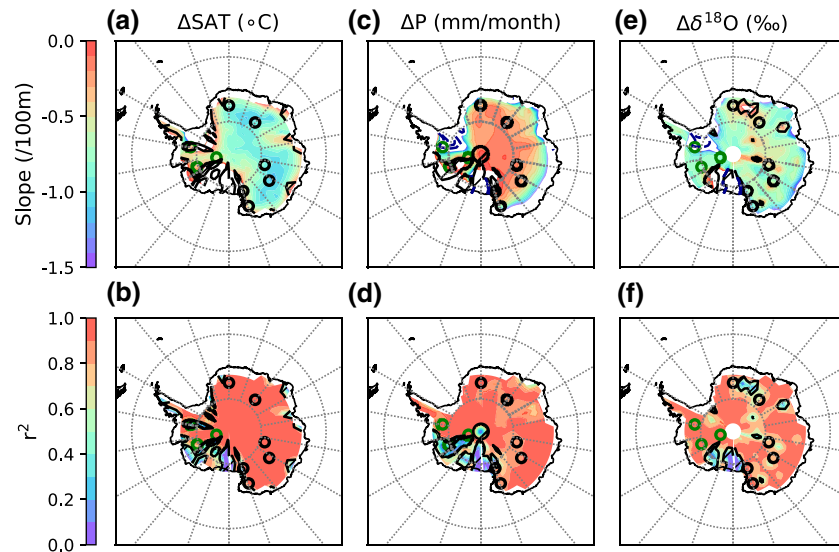 (a) ΔSAT (∘C) (c) ΔP (mm/month) (e) Δδ¹⁸O (‰)
Slope (/100m)
0.0
−0.5
−1.0
−1.5
(b) (d) (f)
r²
1.0
0.8
0.6
0.4
0.2
0.0